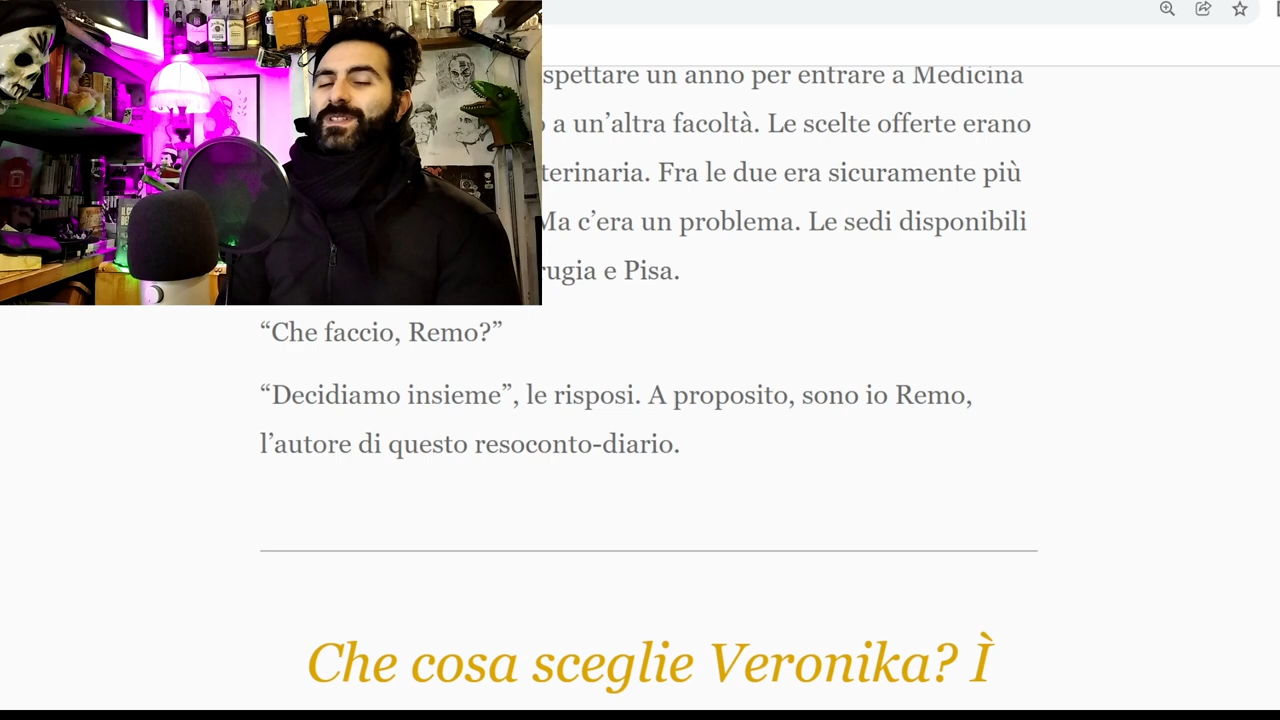 spettare un anno per entrare a Medicina
a un’altra facoltà. Le scelte offerte erano
terinaria. Fra le due era sicuramente più
Ma c’era un problema. Le sedi disponibili
rugia e Pisa.
“Che faccio, Remo?”
“Decidiamo insieme”, le risposi. A proposito, sono io Remo,
l’autore di questo resoconto-diario.
Che cosa sceglie Veronika? Ì